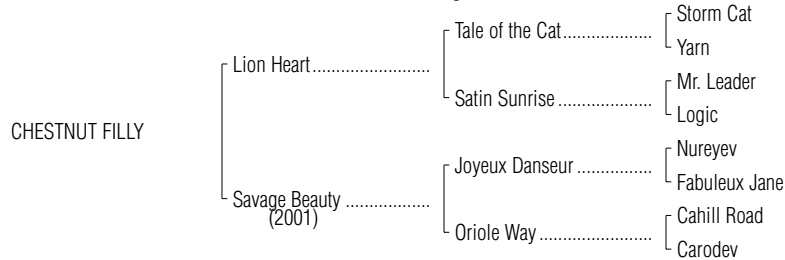 Storm Cat
Tale of the Cat....................
Yarn
Lion Heart..........................
Mr. Leader
Satin Sunrise.....................
Logic
CHESTNUT FILLY
Nureyev
Joyeux Danseur.................
Fabuleux Jane
Savage Beauty...................
(2001)
Cahill Road
Oriole Way.........................
Carodev